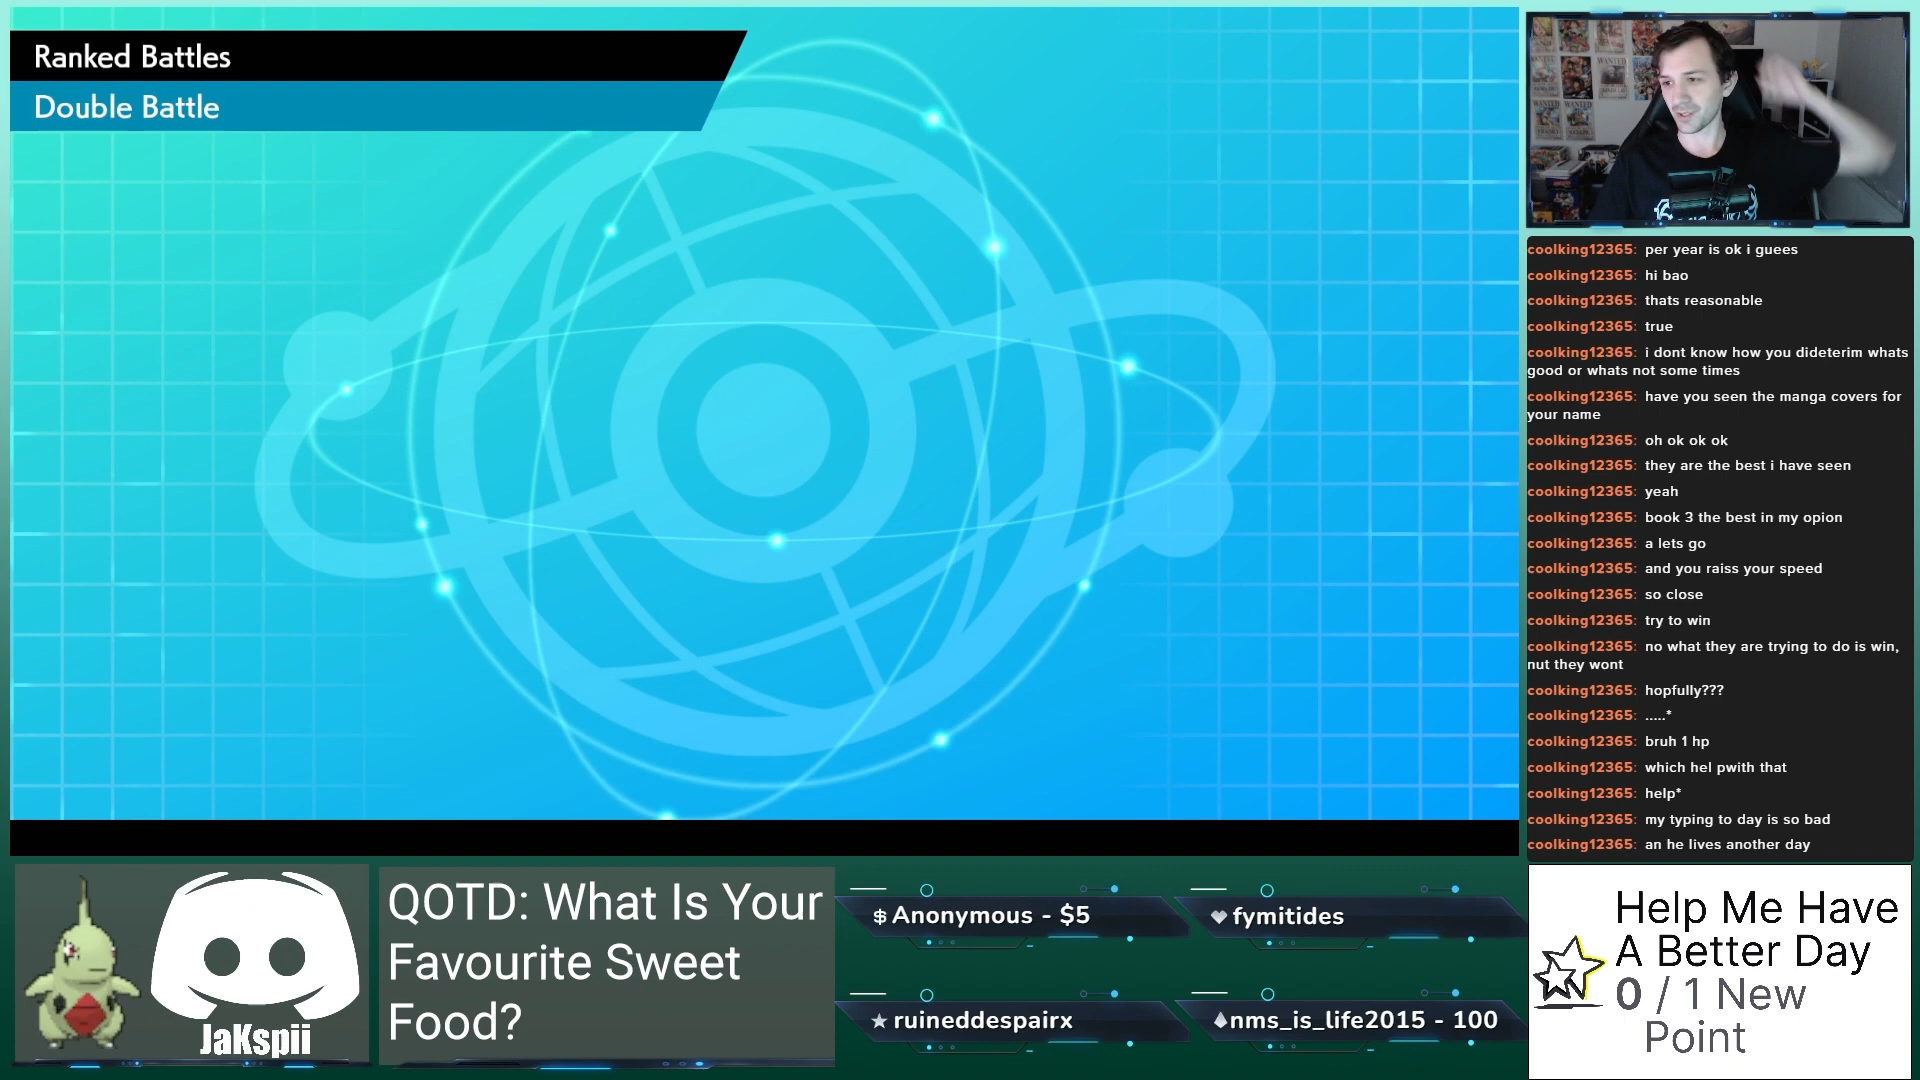 Ranked Battles
Double Battle
WANTED
WANTED
WANTED
coolking12365: per year is ok i guees
coolking12365: hi bao
coolking12365: thats reasonable
coolking12365: true
coolking12365: i dont know how you dideterim whats
good or whats not some times
coolking12365: have you seen the manga covers for
your name
coolking12365: oh ok ok ok
coolking12365: they are the best i have seen
coolking12365: yeah
coolking12365: book 3 the best in my opion
coolking12365: a lets go
coolking12365: and you raiss your speed
coolking12365: so close
coolking12365: try to win
coolking12365: no what they are trying to do is win,
nut they wont
coolking12365: hopfully???
coolking12365: .....*
coolking12365: bruh 1 hp
coolking12365: which hel pwith that
coolking12365: help*
coolking12365: my typing to day is so bad
coolking12365: an he lives another day
JaKspii
QOTD: What Is Your
Favourite Sweet
Food?
$ Anonymous - $5
fymitides
ruineddespairx
nms_is_life2015 - 100
Help Me Have
A Better Day
0 / 1 New
Point